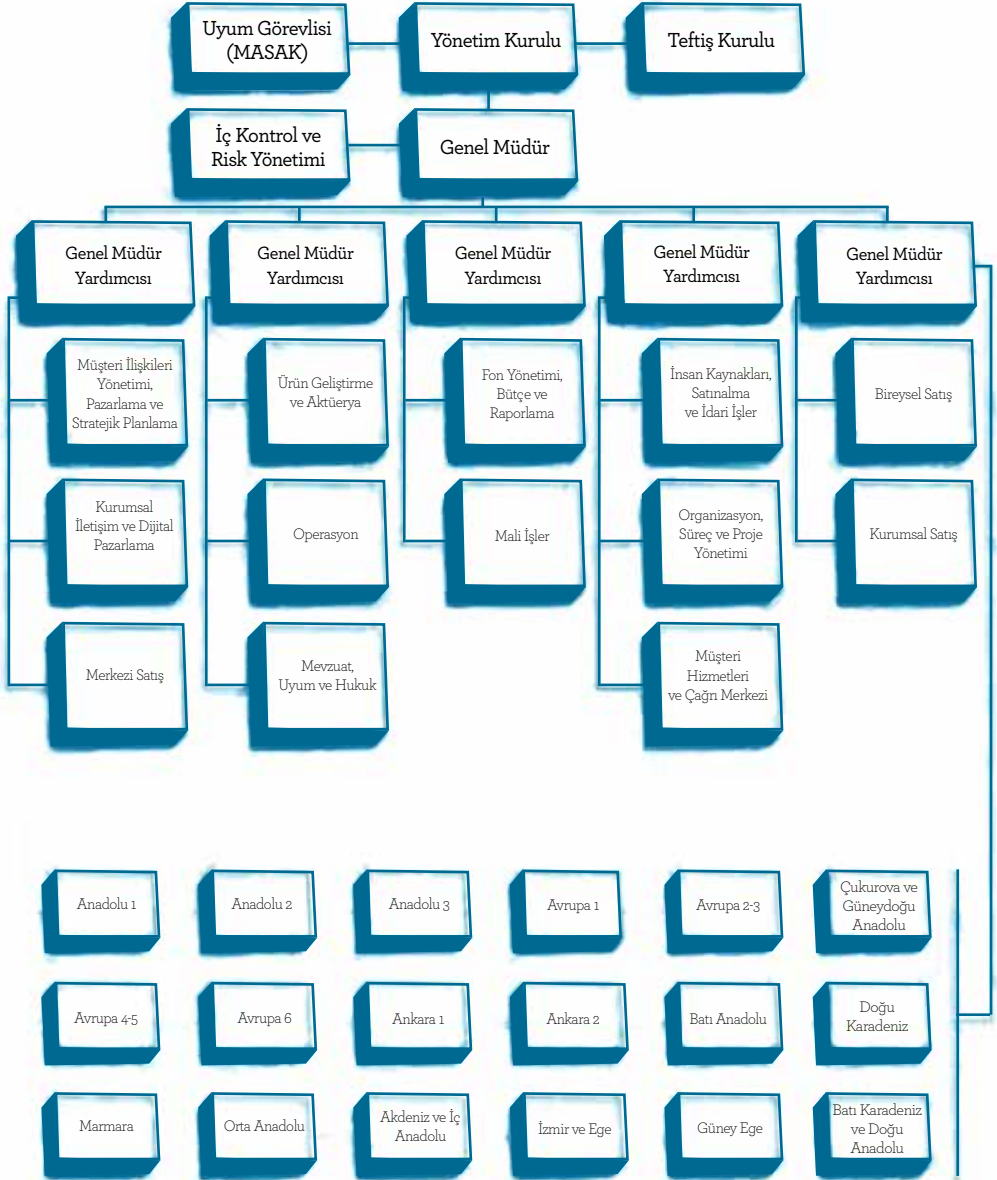 Uyum Görevlisi
(MASAK)
Yönetim Kurulu
Teftiş Kurulu
İç Kontrol ve
Risk Yönetimi
Genel Müdür
Genel Müdür
Yardımcısı
Genel Müdür
Yardımcısı
Genel Müdür
Yardımcısı
Genel Müdür
Yardımcısı
Genel Müdür
Yardımcısı
Müşteri İlişkileri
Yönetimi,
Pazarlama ve
Stratejik Planlama
Ürün Geliştirme
ve Aktüerya
Fon Yönetimi,
Bütçe ve
Raporlama
İnsan Kaynakları,
Satınalma
ve İdari İşler
Bireysel Satış
Kurumsal
İletişim ve Dijital
Pazarlama
Operasyon
Mali İşler
Organizasyon,
Süreç ve Proje
Yönetimi
Kurumsal Satış
Merkezi Satış
Mevzuat,
Uyum ve Hukuk
Müşteri
Hizmetleri
ve Çağrı Merkezi
Anadolu 1
Anadolu 2
Anadolu 3
Avrupa 1
Avrupa 2-3
Çukurova ve
Güneydoğu
Anadolu
Avrupa 4-5
Avrupa 6
Ankara 1
Ankara 2
Batı Anadolu
Doğu
Karadeniz
Marmara
Orta Anadolu
Akdeniz ve İç
Anadolu
İzmir ve Ege
Güney Ege
Batı Karadeniz
ve Doğu
Anadolu